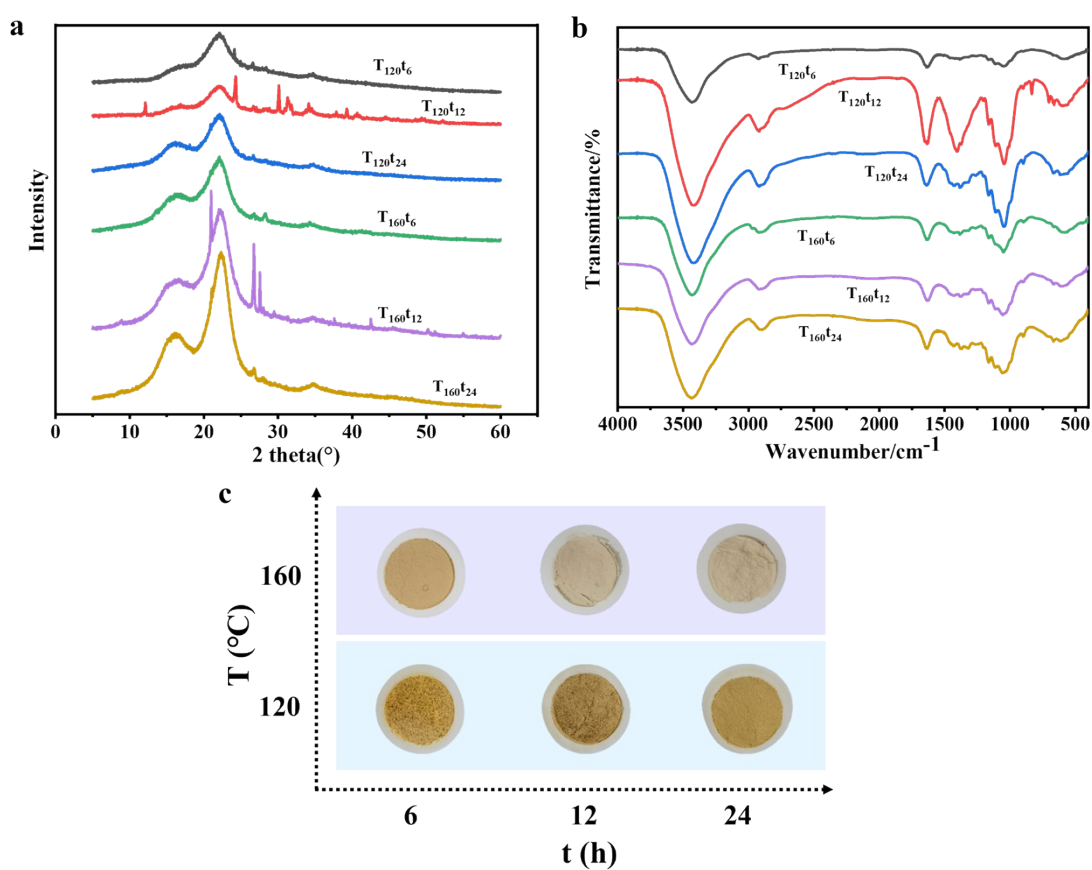 a
Intensity
T₁₂₀t₆
T₁₂₀t₁₂
T₁₂₀t₂₄
T₁₆₀t₆
T₁₆₀t₁₂
T₁₆₀t₂₄
0 10 20 30 40 50 60
2 theta(°)
b
Transmittance/%
T₁₂₀t₆
T₁₂₀t₁₂
T₁₂₀t₂₄
T₁₆₀t₆
T₁₆₀t₁₂
T₁₆₀t₂₄
4000 3500 3000 2500 2000 1500 1000 500
Wavenumber/cm⁻¹
c
T (°C)
160
120
6 12 24
t (h)